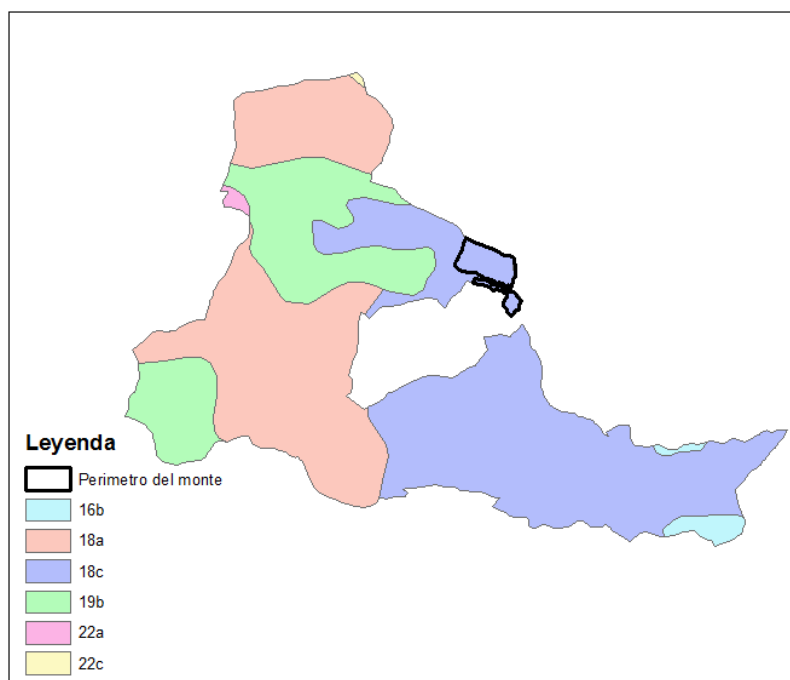 Leyenda
Perimetro del monte
16b
18a
18c
19b
22a
22c